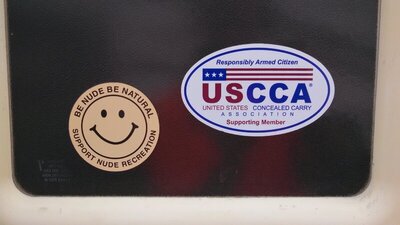 BE NUDE BE NATURAL
SUPPORT NUDE RECREATION
Responsibly Armed Citizen
USCCA®
UNITED STATES CONCEALED CARRY
ASSOCIATION
Supporting Member